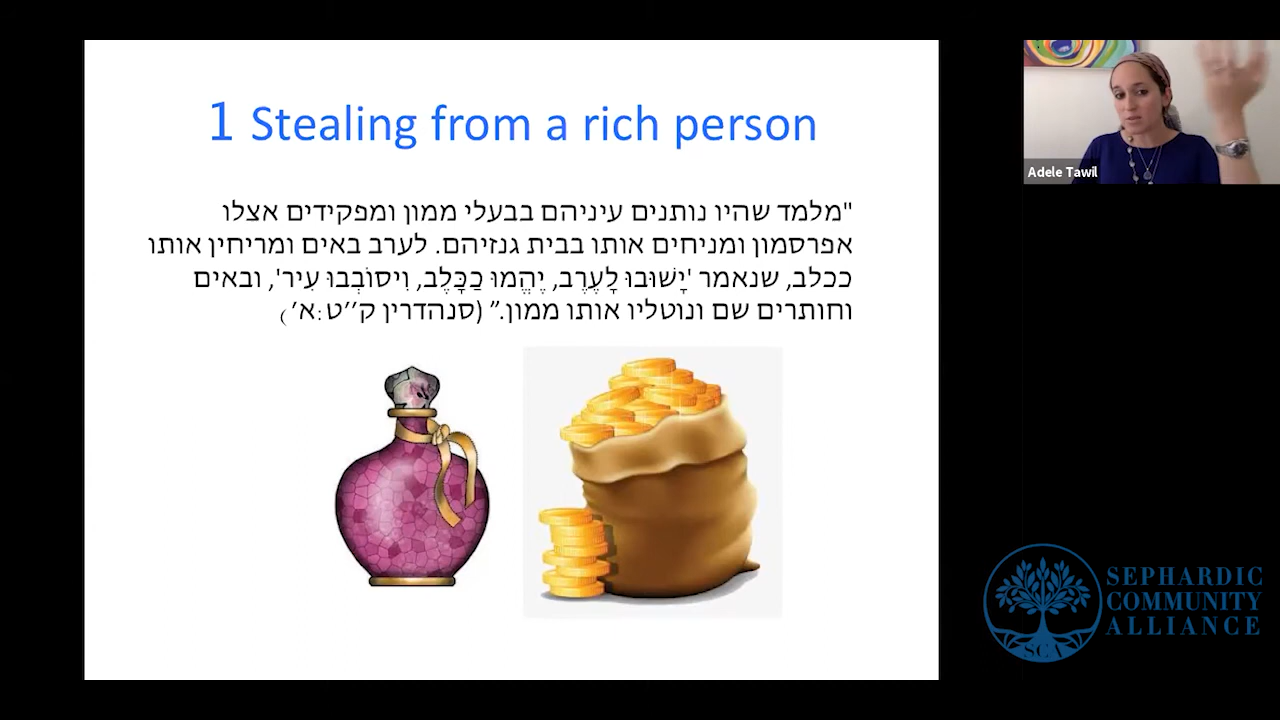 1 Stealing from a rich person
"מלמד שהיו נותנים עיניהם בבעלי ממון ומפקידים אצלו
אפרסמון ומניחים אותו בבית גנזיהם. לערב באים ומריחין אותו
ככלב, שנאמר 'יָשׁוּבוּ לָעֶרֶב, יֶהֱמוּ כַכָּלֶב, וִיסוֹבְבוּ עִיר', ובאים
וחותרים שם ונוטליו אותו ממון.” (סנהדרין ק׳׳ט:א׳)
Adele Tawil
SEPHARDIC
COMMUNITY
ALLIANCE
SCA